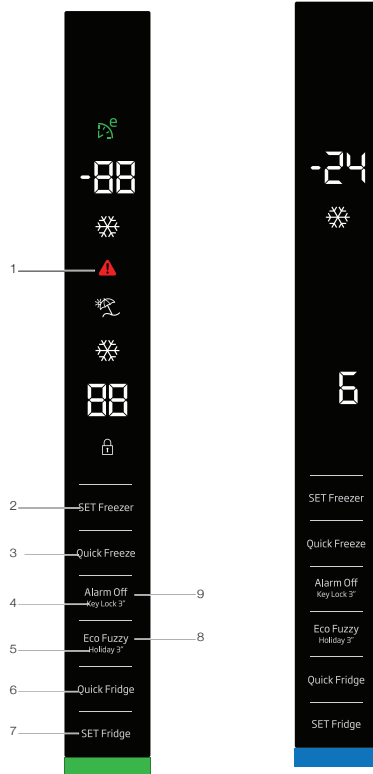 e
-88
1
88
2
SET Freezer
3
Quick Freeze
Alarm Off
9
4
Key Lock 3"
Eco Fuzzy
8
5
Holiday 3"
6
Quick Fridge
7
SET Fridge
-24
6
SET Freezer
Quick Freeze
Alarm Off
Key Lock 3"
Eco Fuzzy
Holiday 3"
Quick Fridge
SET Fridge